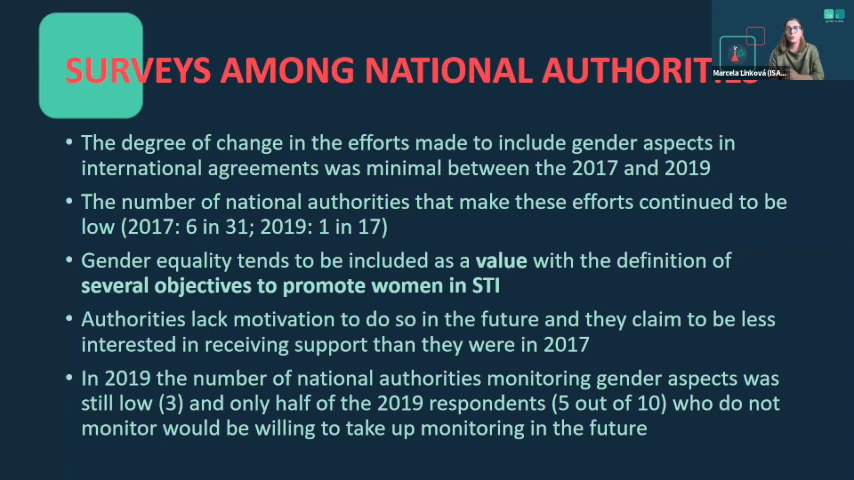 SURVEYS AMONG NATIONAL AUTHORITIES
Marcela Linková (ISA...
• The degree of change in the efforts made to include gender aspects in
international agreements was minimal between the 2017 and 2019
• The number of national authorities that make these efforts continued to be
low (2017: 6 in 31; 2019: 1 in 17)
• Gender equality tends to be included as a value with the definition of
several objectives to promote women in STI
• Authorities lack motivation to do so in the future and they claim to be less
interested in receiving support than they were in 2017
• In 2019 the number of national authorities monitoring gender aspects was
still low (3) and only half of the 2019 respondents (5 out of 10) who do not
monitor would be willing to take up monitoring in the future